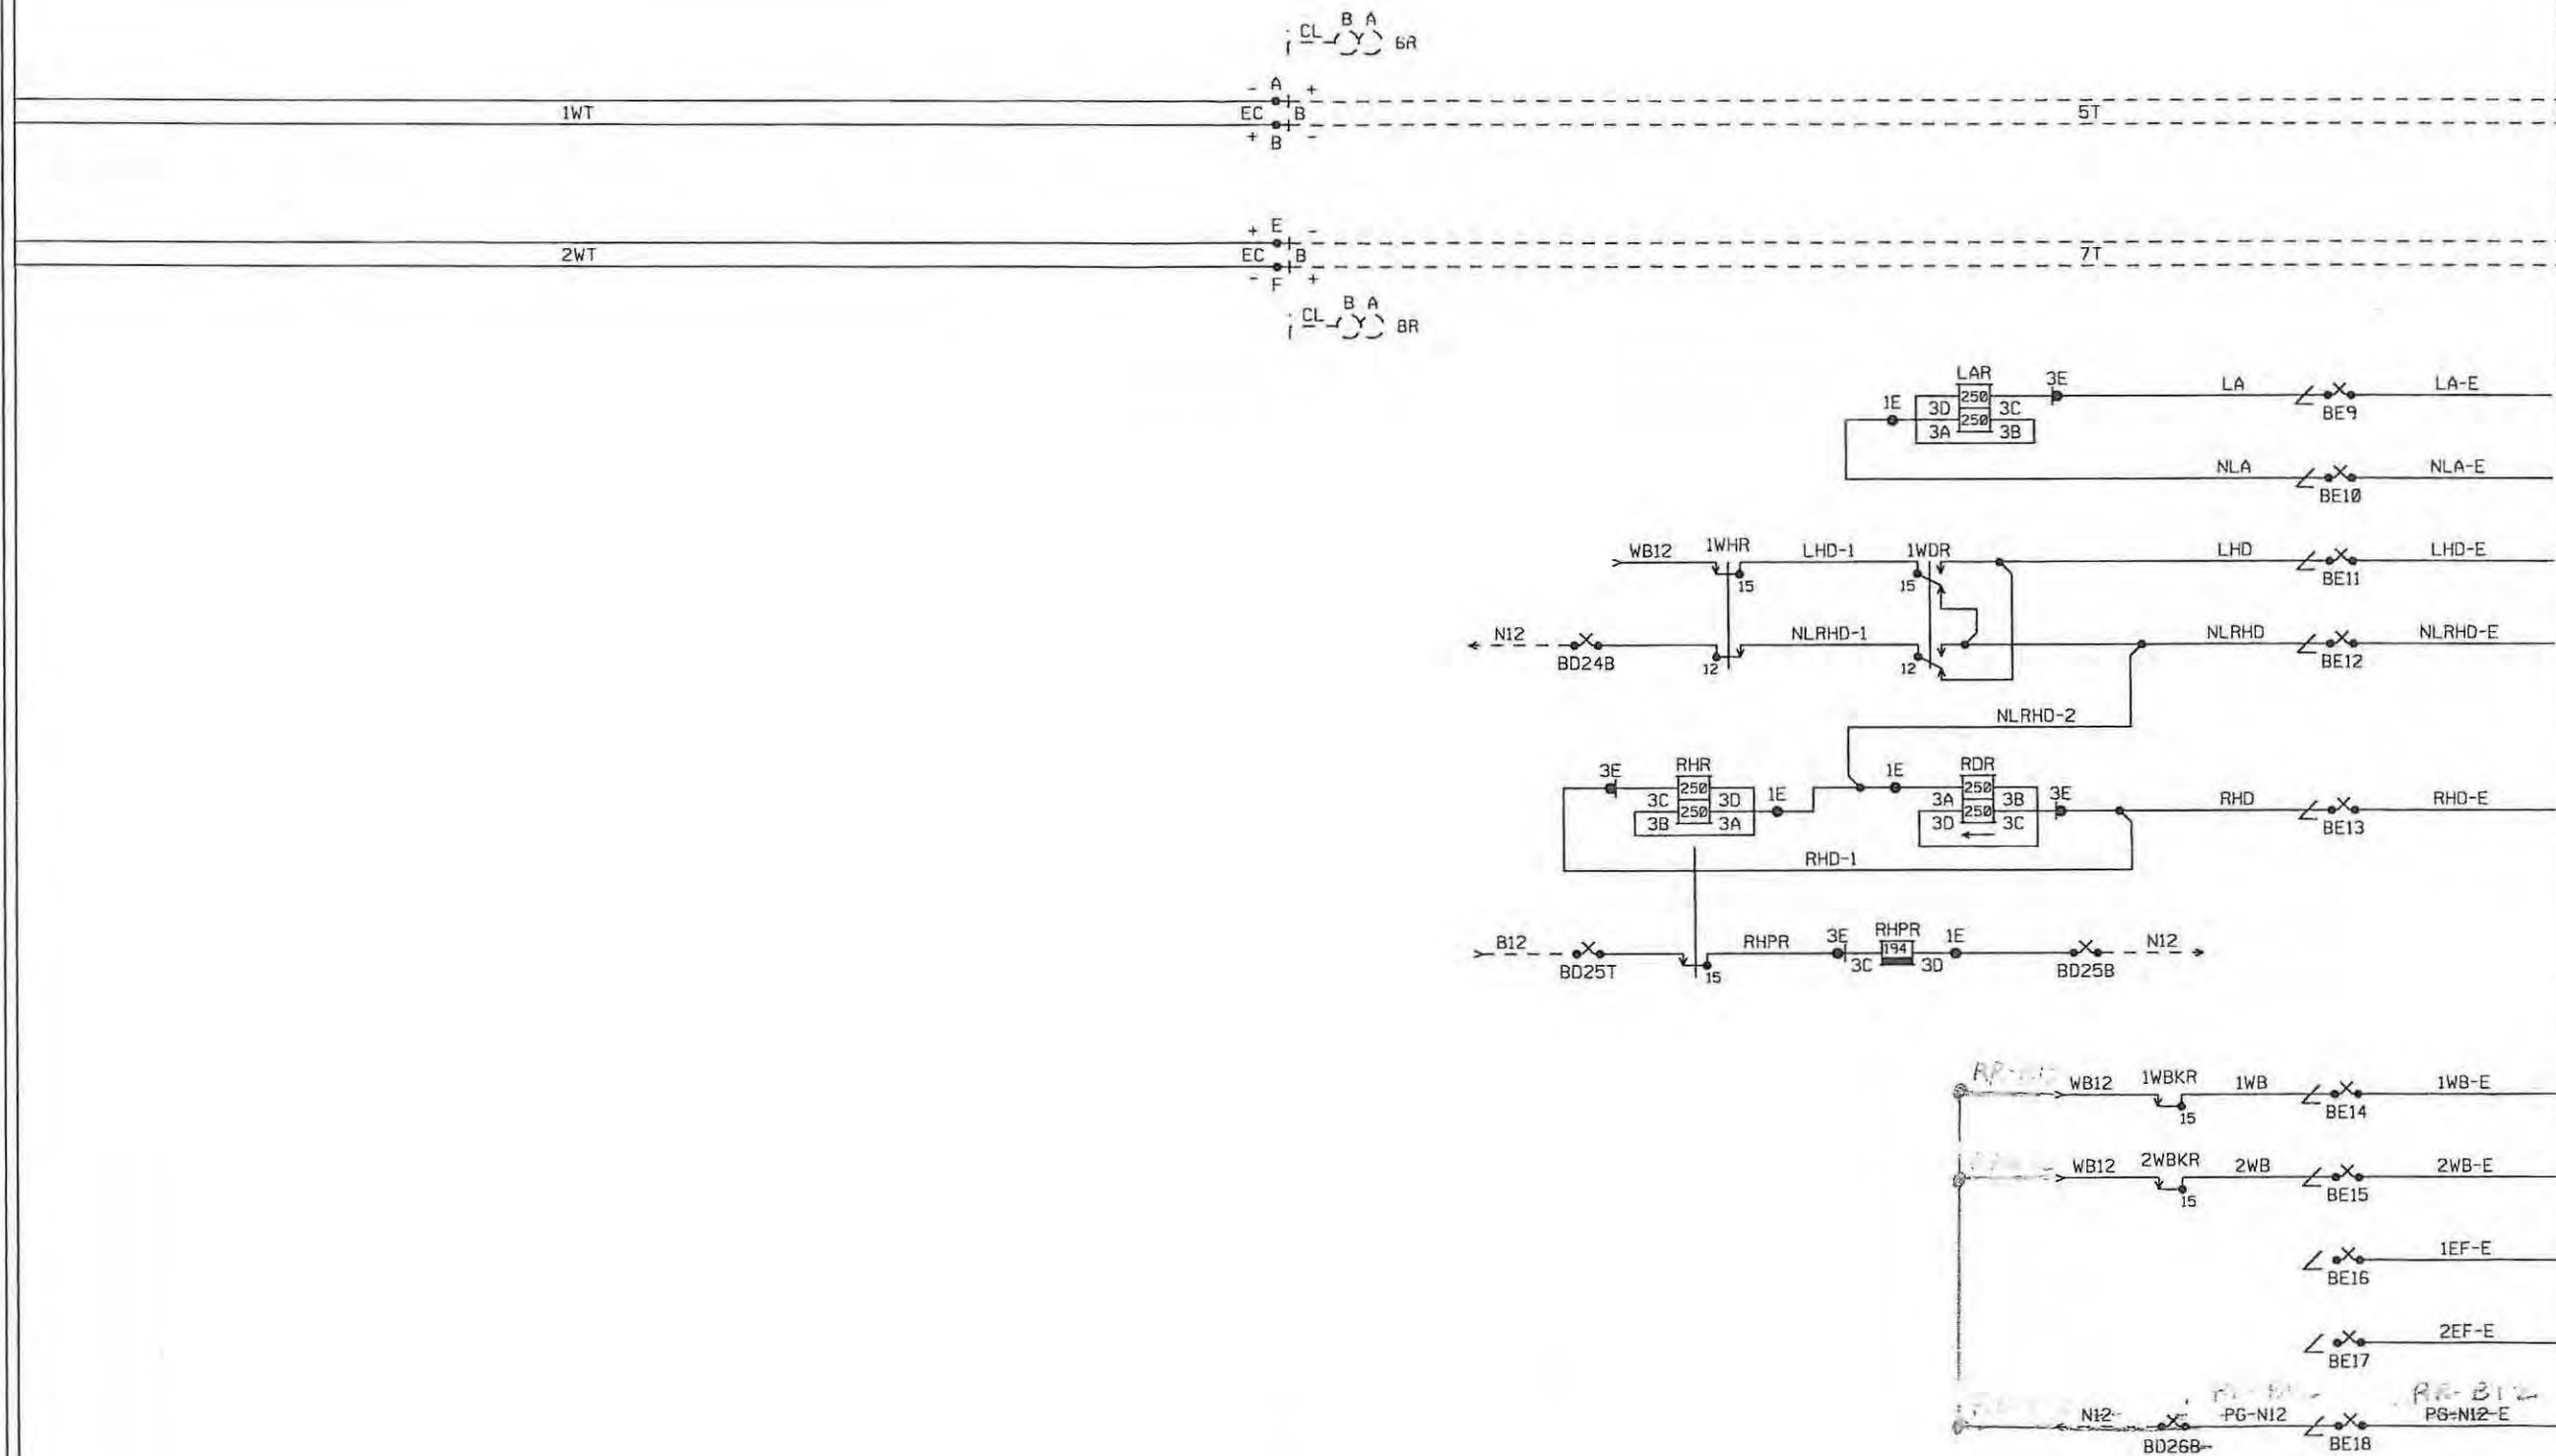 B A
CL 6R
- A +
1WT EC B 5T
+ B -
+ E -
2WT EC B 7T
- F +
B A
CL 8R
LAR
1E 3D 250 3C 3E LA LA-E
3A 250 3B BE9
NLA NLA-E
BE10
WB12 1WHR LHD-1 1WDR LHD LHD-E
15 15 BE11
N12 NLRHD-1 NLRHD NLRHD-E
BD24B 12 12 BE12
NLRHD-2
3E RHR 1E RDR
3C 250 3D 1E 3A 250 3B 3E RHD RHD-E
3B 250 3A 3D 250 3C BE13
RHD-1
B12 RHPR 3E RHPR 1E N12
BD25T 15 3C 194 3D BD25B
WB12 1WBKR 1WB 1WB-E
15 BE14
WB12 2WBKR 2WB 2WB-E
15 BE15
1EF-E
BE16
2EF-E
BE17
RR-B12
N12 PG-N12 PG-N12-E
BD26B BE18